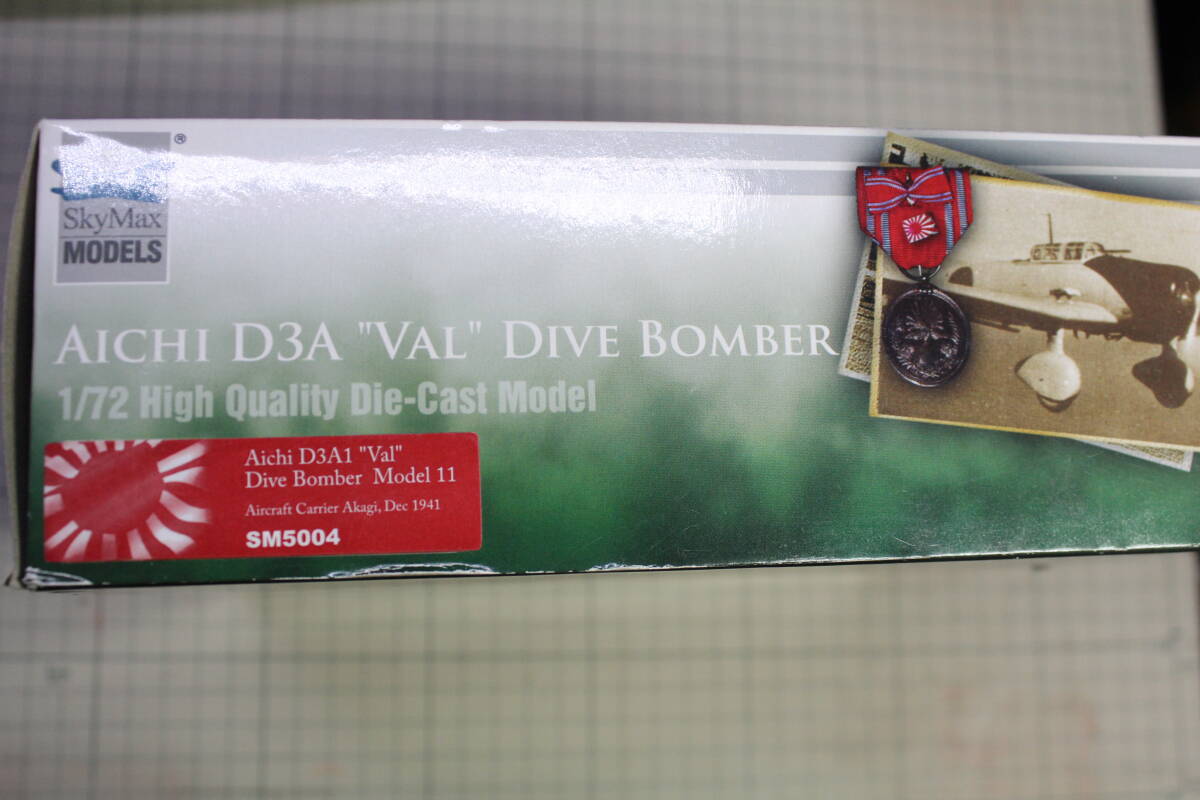 ®
SkyMax
MODELS
AICHI D3A "VAL" DIVE BOMBER
1/72 High Quality Die-Cast Model
Aichi D3A1 "Val"
Dive Bomber Model 11
Aircraft Carrier Akagi, Dec 1941
SM5004